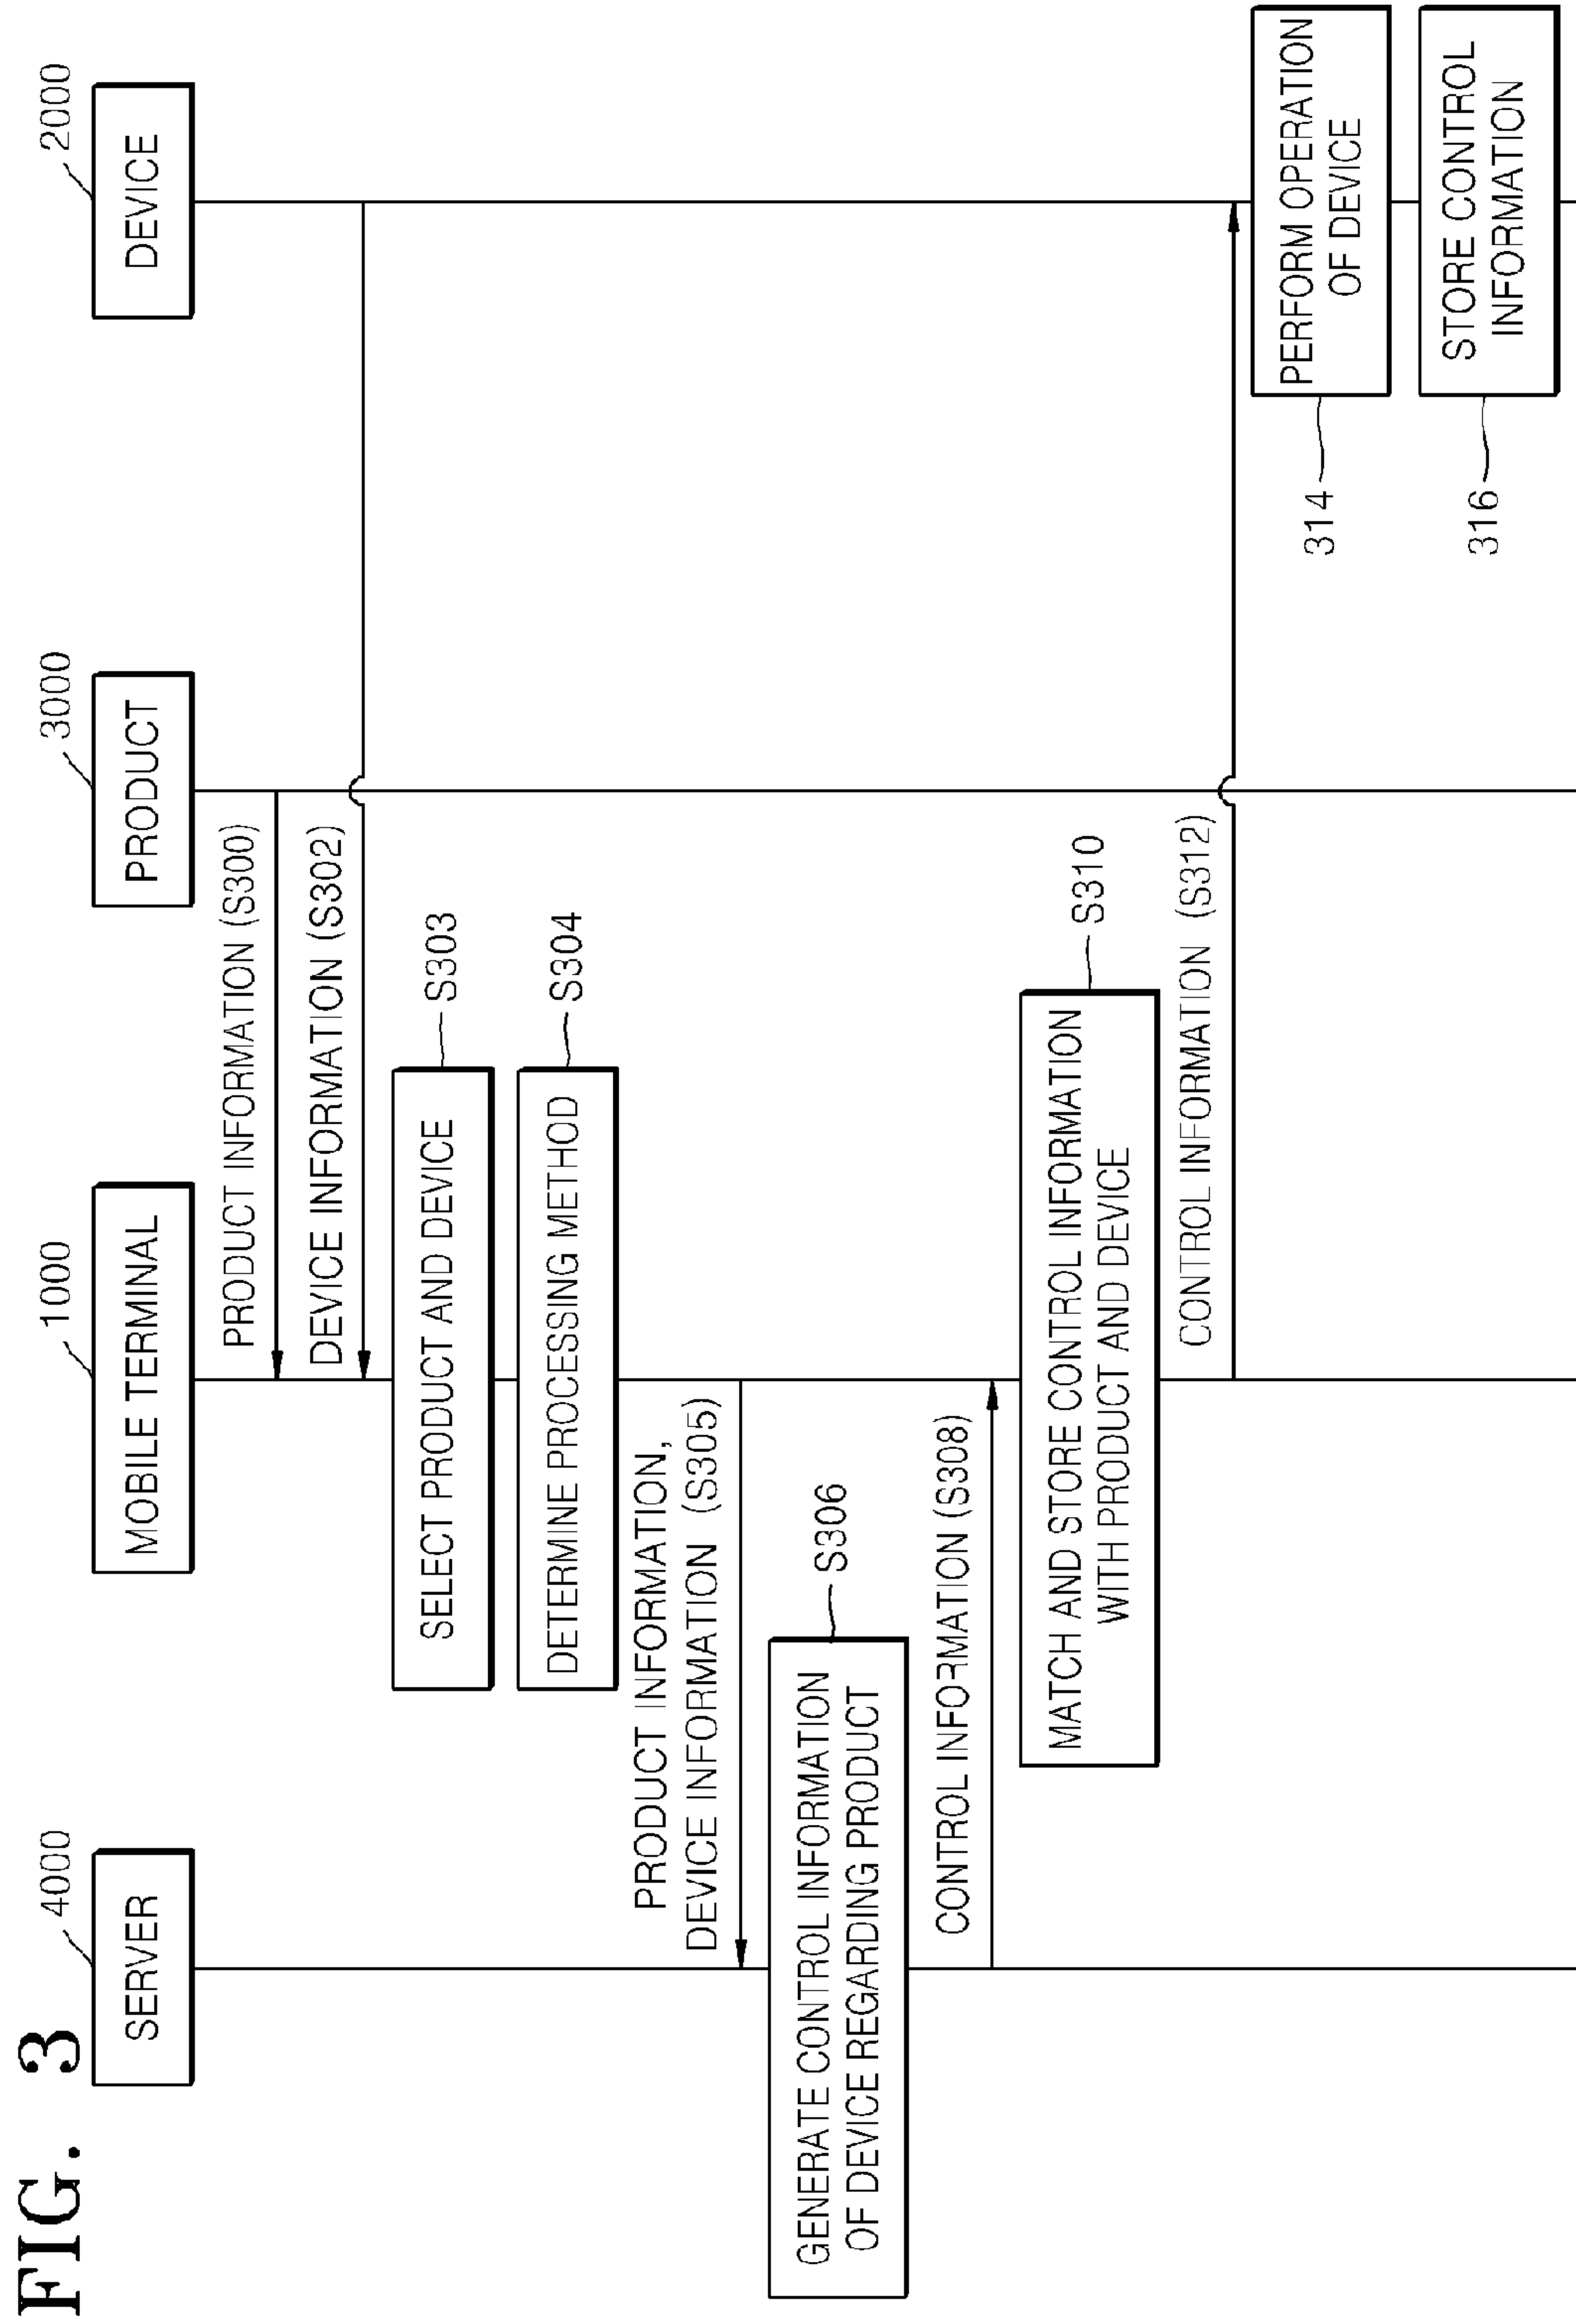 FIG. 3
4000
1000
3000
2000
SERVER
MOBILE TERMINAL
PRODUCT
DEVICE
PRODUCT INFORMATION (S300)
DEVICE INFORMATION (S302)
SELECT PRODUCT AND DEVICE
S303
DETERMINE PROCESSING METHOD
S304
PRODUCT INFORMATION,
DEVICE INFORMATION (S305)
GENERATE CONTROL INFORMATION
OF DEVICE REGARDING PRODUCT
S306
CONTROL INFORMATION (S308)
MATCH AND STORE CONTROL INFORMATION
WITH PRODUCT AND DEVICE
S310
CONTROL INFORMATION (S312)
314
PERFORM OPERATION
OF DEVICE
316
STORE CONTROL
INFORMATION